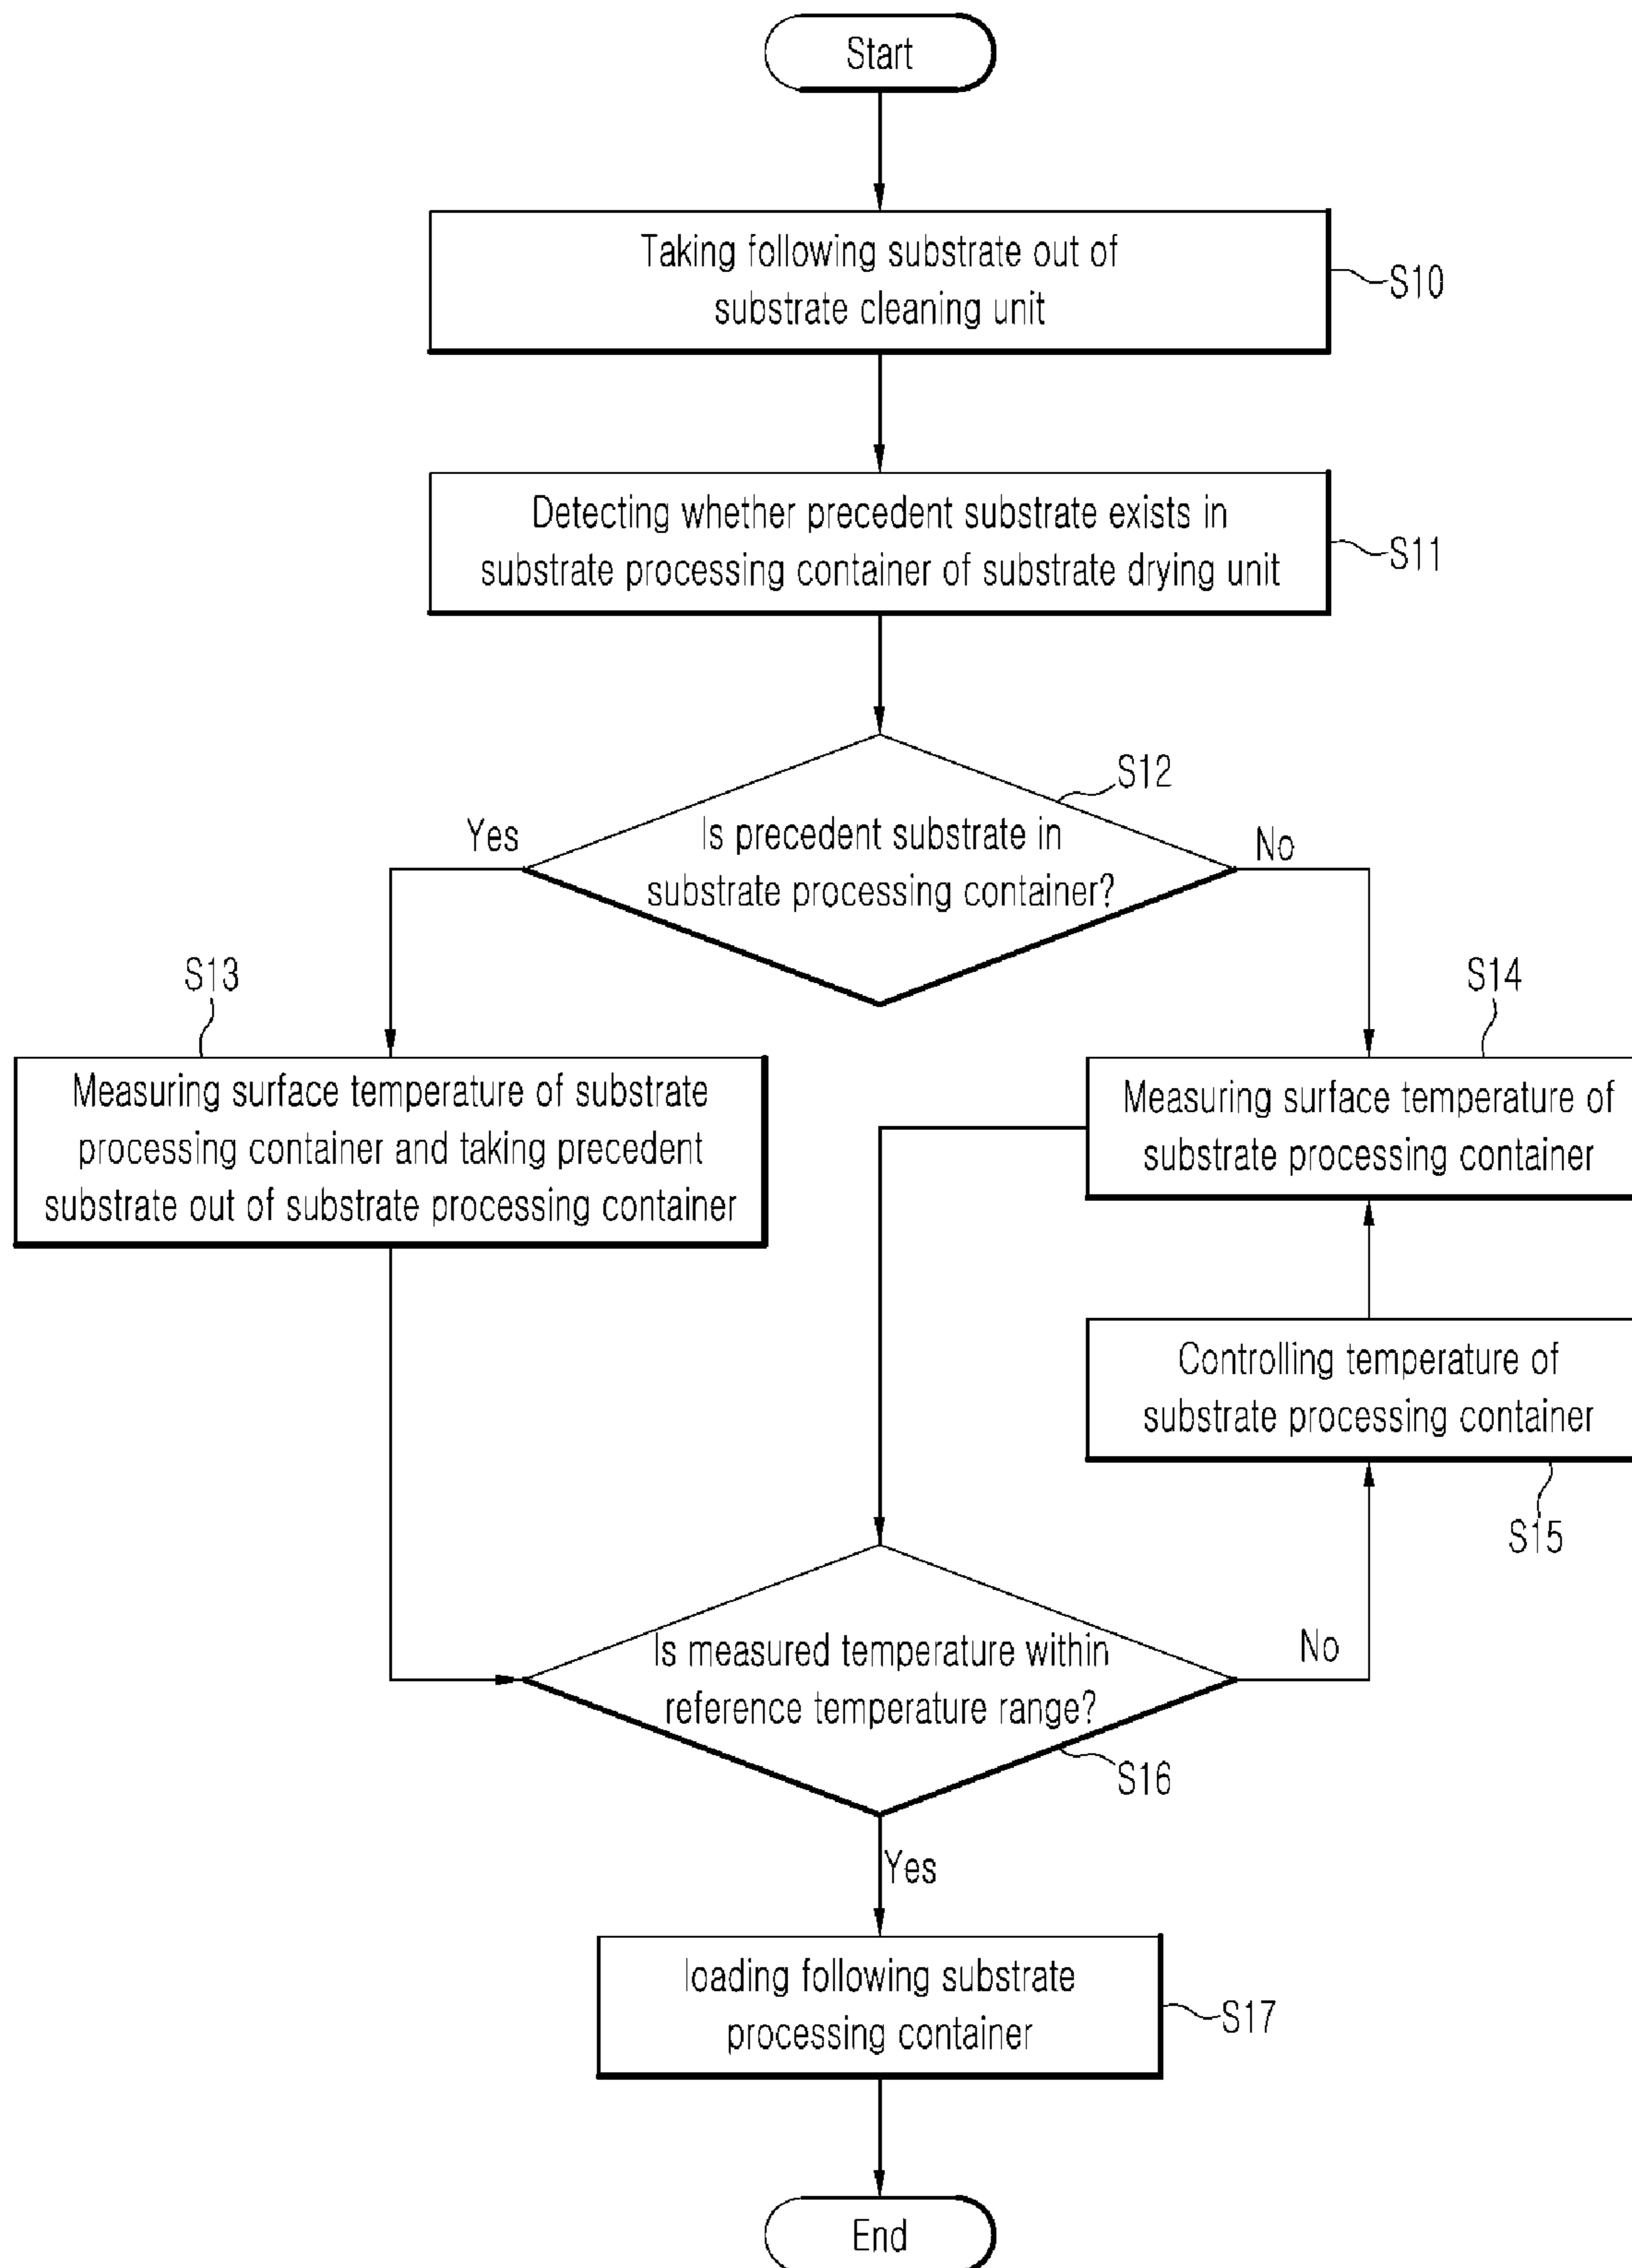 Start
Taking following substrate out of
substrate cleaning unit
S10
Detecting whether precedent substrate exists in
substrate processing container of substrate drying unit
S11
S12
Is precedent substrate in
substrate processing container?
Yes
No
S13
S14
Measuring surface temperature of substrate
processing container and taking precedent
substrate out of substrate processing container
Measuring surface temperature of
substrate processing container
Controlling temperature of
substrate processing container
S15
Is measured temperature within
reference temperature range?
No
S16
Yes
loading following substrate
processing container
S17
End